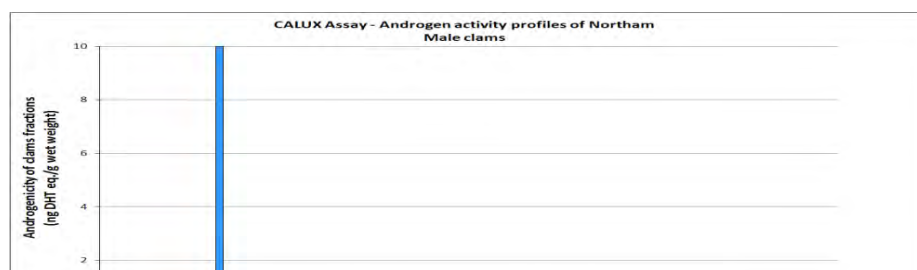 CALUX Assay - Androgen activity profiles of Northam
Male clams
Androgenicity of clams fractions
(ng DHT eq./g wet weight)
10
8
6
4
2